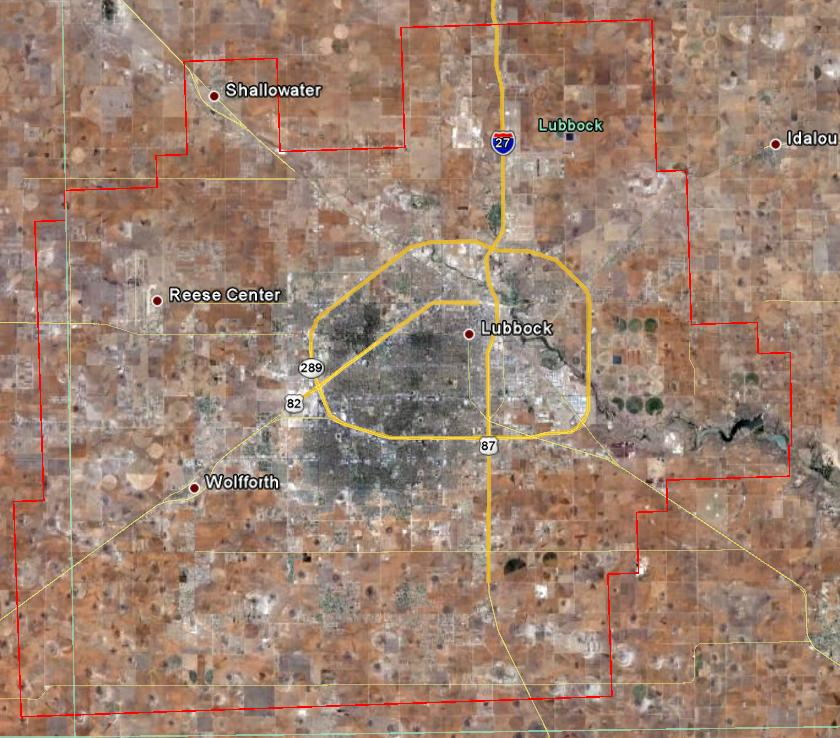 Shallowater
Lubbock
27
Idalou
Reese Center
Lubbock
289
82
87
Wolfforth